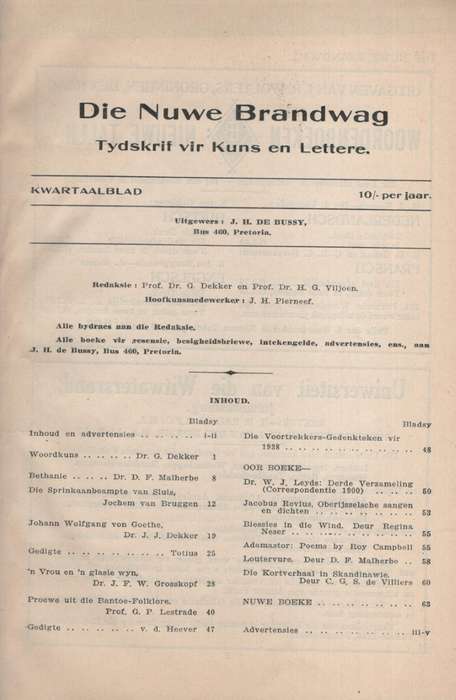 Die Nuwe Brandwag
Tydskrif vir Kuns en Lettere.
KWARTAALBLAD 10/- per jaar.
Uitgewers : J. H. DE BUSSY,
Bus 460, Pretoria.
Redaksie : Prof. Dr. G. Dekker en Prof. Dr. H. G. Viljoen.
Hoofkunsmedewerker : J. H. Pierneef.
Alle bydraes aan die Redaksie.
Alle boeke vir resensie, besigheidsbriewe, intekengelde, advertensies, ens., aan
J. H. de Bussy, Bus 460, Pretoria.
INHOUD.
Bladsy
Inhoud en advertensies .. .. .. .. i-ii
Woordkuns .. .. .. .. Dr. G. Dekker 1
Bethanie .. .. .. Dr. D. F. Malherbe 8
Die Sprinkaanbeampte van Sluis,
Jochem van Bruggen 12
Johann Wolfgang von Goethe,
Dr. J. J. Dekker 19
Gedigte .. .. .. .. .. .. Totius 25
'n Vrou en 'n glasie wyn.
Dr. J. F. W. Grosskopf 28
Proewe uit die Bantoe-Folklore.
Prof. G. P. Lestrade 40
Gedigte .. .. .. .. .. v. d. Heever 47
Bladsy
Die Voortrekkers-Gedenkteken vir
1938 .. .. .. .. .. .. .. .. .. 48
OOR BOEKE—
Dr. W. J. Leyds: Derde Versameling
(Correspondentie 1900) .. .. .. 50
Jacobus Revius, Oberijsselsche sangen
en dichten .. .. .. .. .. .. 53
Blessies in die Wind. Deur Regina
Neser .. .. .. .. .. .. .. .. 55
Adamastor: Poems by Roy Campbell 55
Loutervure. Deur D. F. Malherbe .. 58
Die Kortverhaal in Skandinawie.
Deur C. G. S. de Villiers 60
NUWE BOEKE .. .. .. .. .. .. 63
Advertensies .. .. .. .. .. .. .. iii-v